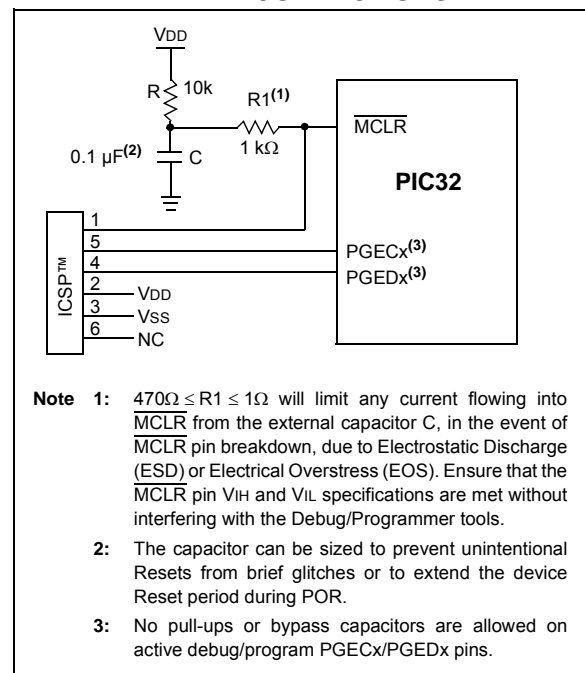 VDD
R 10k
R1(1)
1 kΩ
0.1 µF(2) C
MCLR
PIC32
ICSP™
1
5
4
2
3
6
VDD
VSS
NC
PGECx(3)
PGEDx(3)
Note 1: 470Ω ≤ R1 ≤ 1Ω will limit any current flowing into
MCLR from the external capacitor C, in the event of
MCLR pin breakdown, due to Electrostatic Discharge
(ESD) or Electrical Overstress (EOS). Ensure that the
MCLR pin VIH and VIL specifications are met without
interfering with the Debug/Programmer tools.
2: The capacitor can be sized to prevent unintentional
Resets from brief glitches or to extend the device
Reset period during POR.
3: No pull-ups or bypass capacitors are allowed on
active debug/program PGECx/PGEDx pins.